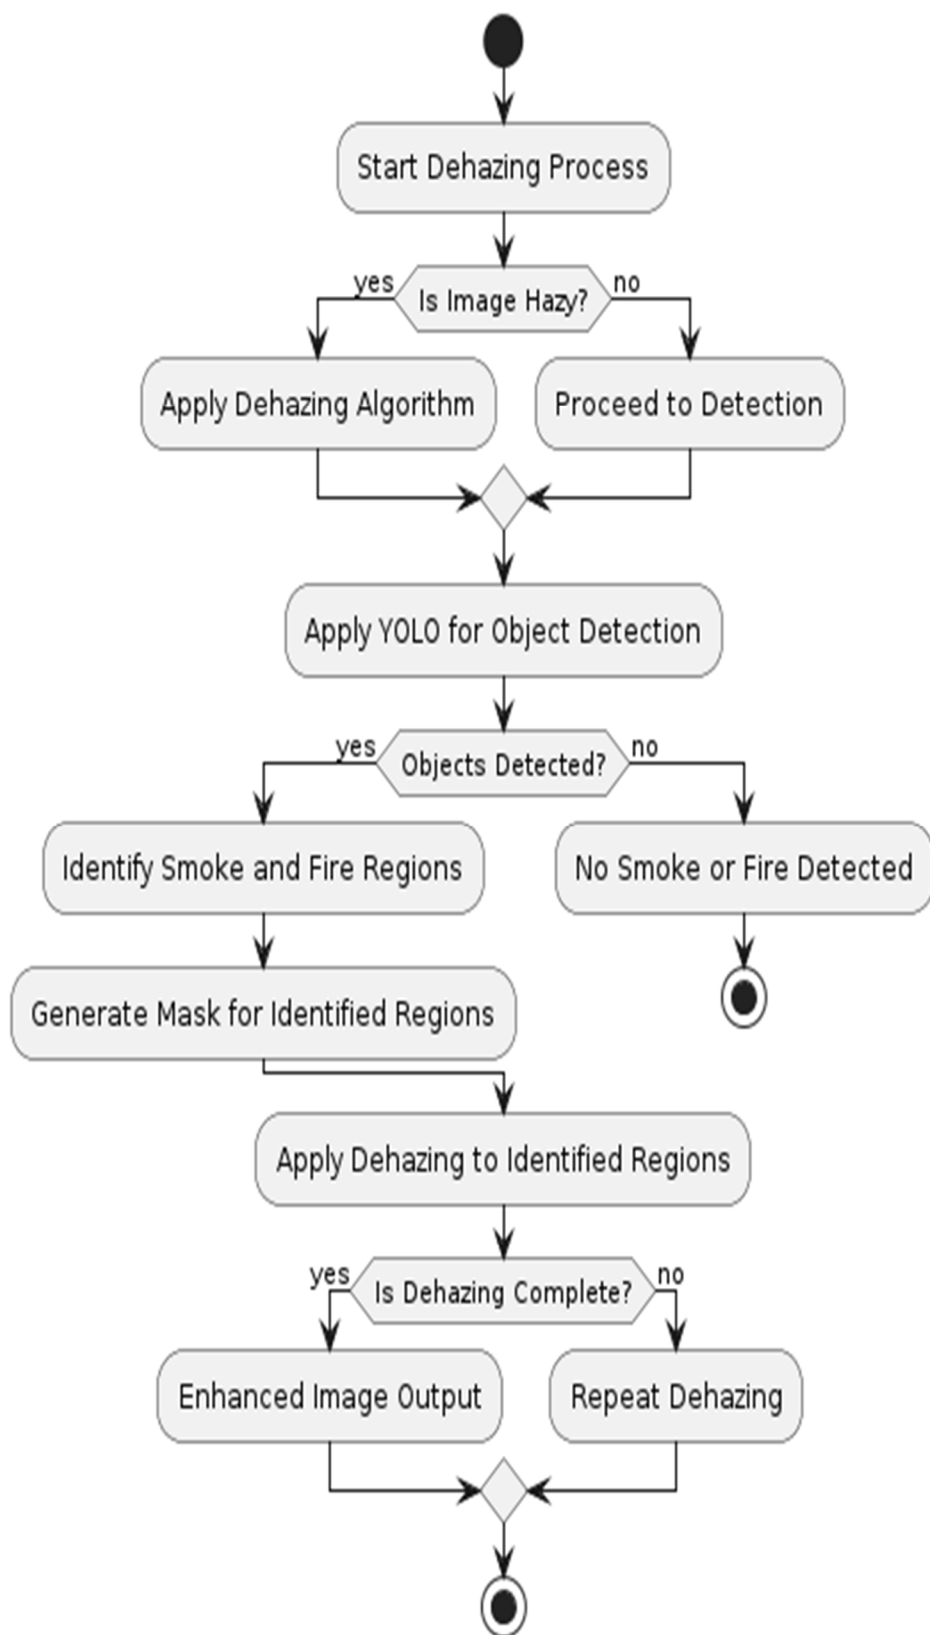 Start Dehazing Process
yes
Is Image Hazy?
no
Apply Dehazing Algorithm
Proceed to Detection
Apply YOLO for Object Detection
yes
Objects Detected?
no
Identify Smoke and Fire Regions
No Smoke or Fire Detected
Generate Mask for Identified Regions
Apply Dehazing to Identified Regions
yes
Is Dehazing Complete?
no
Enhanced Image Output
Repeat Dehazing